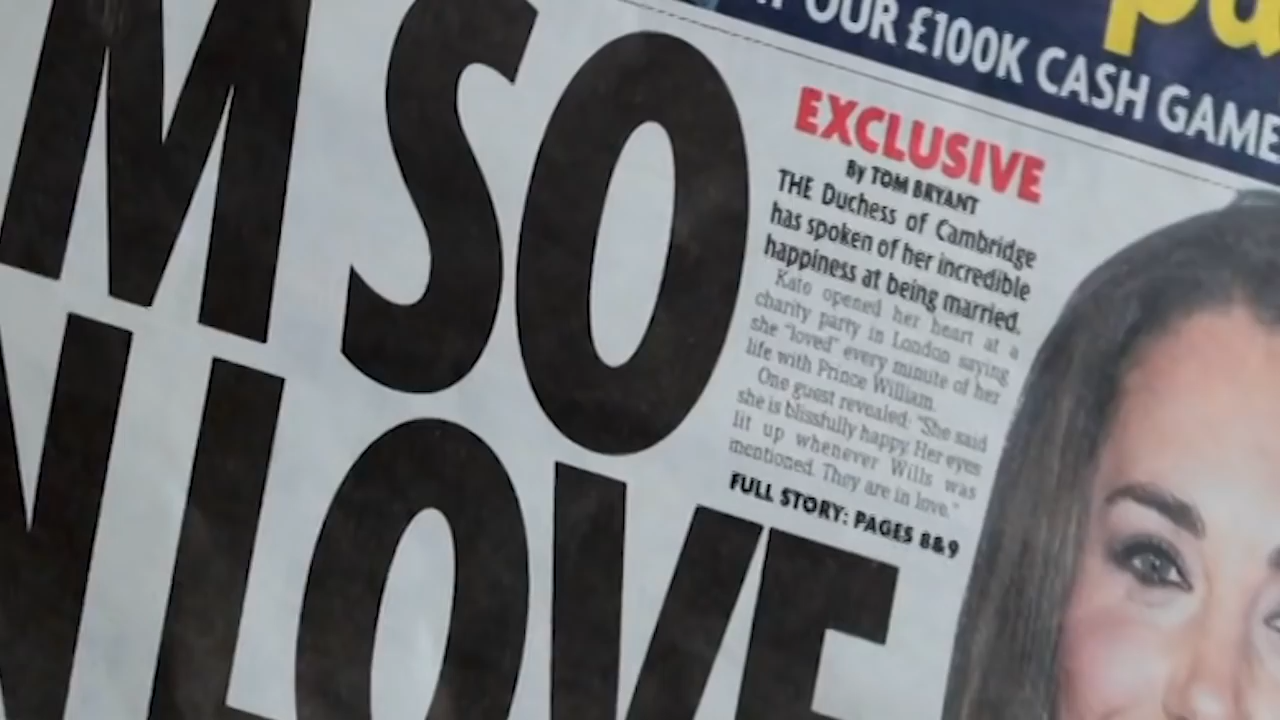 OUR £100K CASH GAME
M SO
N LOVE
EXCLUSIVE
By TOM BRYANT
THE Duchess of Cambridge
has spoken of her incredible
happiness at being married.
Kate opened her heart at a
charity party in London saying
she "loved" every minute of her
life with Prince William.
One guest revealed: "She said
she is blissfully happy. Her eyes
lit up whenever Wills was
mentioned. They are in love."
FULL STORY: PAGES 8&9